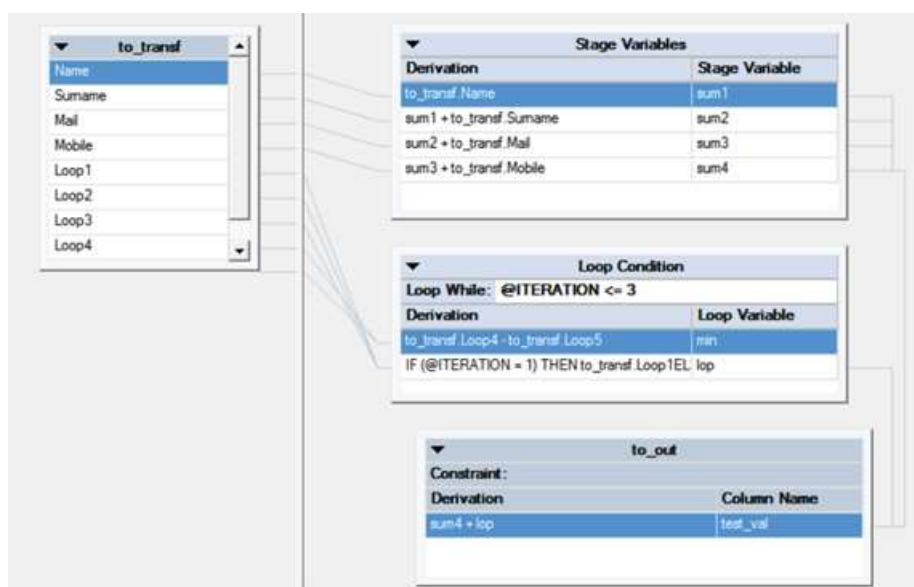 to_transf
Name
Surname
Mail
Mobile
Loop1
Loop2
Loop3
Loop4
Stage Variables
Derivation Stage Variable
to_transf.Name sum1
sum1 + to_transf.Surname sum2
sum2 + to_transf.Mail sum3
sum3 + to_transf.Mobile sum4
Loop Condition
Loop While: @ITERATION <= 3
Derivation Loop Variable
to_transf.Loop4 - to_transf.Loop5 min
IF (@ITERATION = 1) THEN to_transf.Loop1EL lop
to_out
Constraint:
Derivation Column Name
sum4 + lop test_val